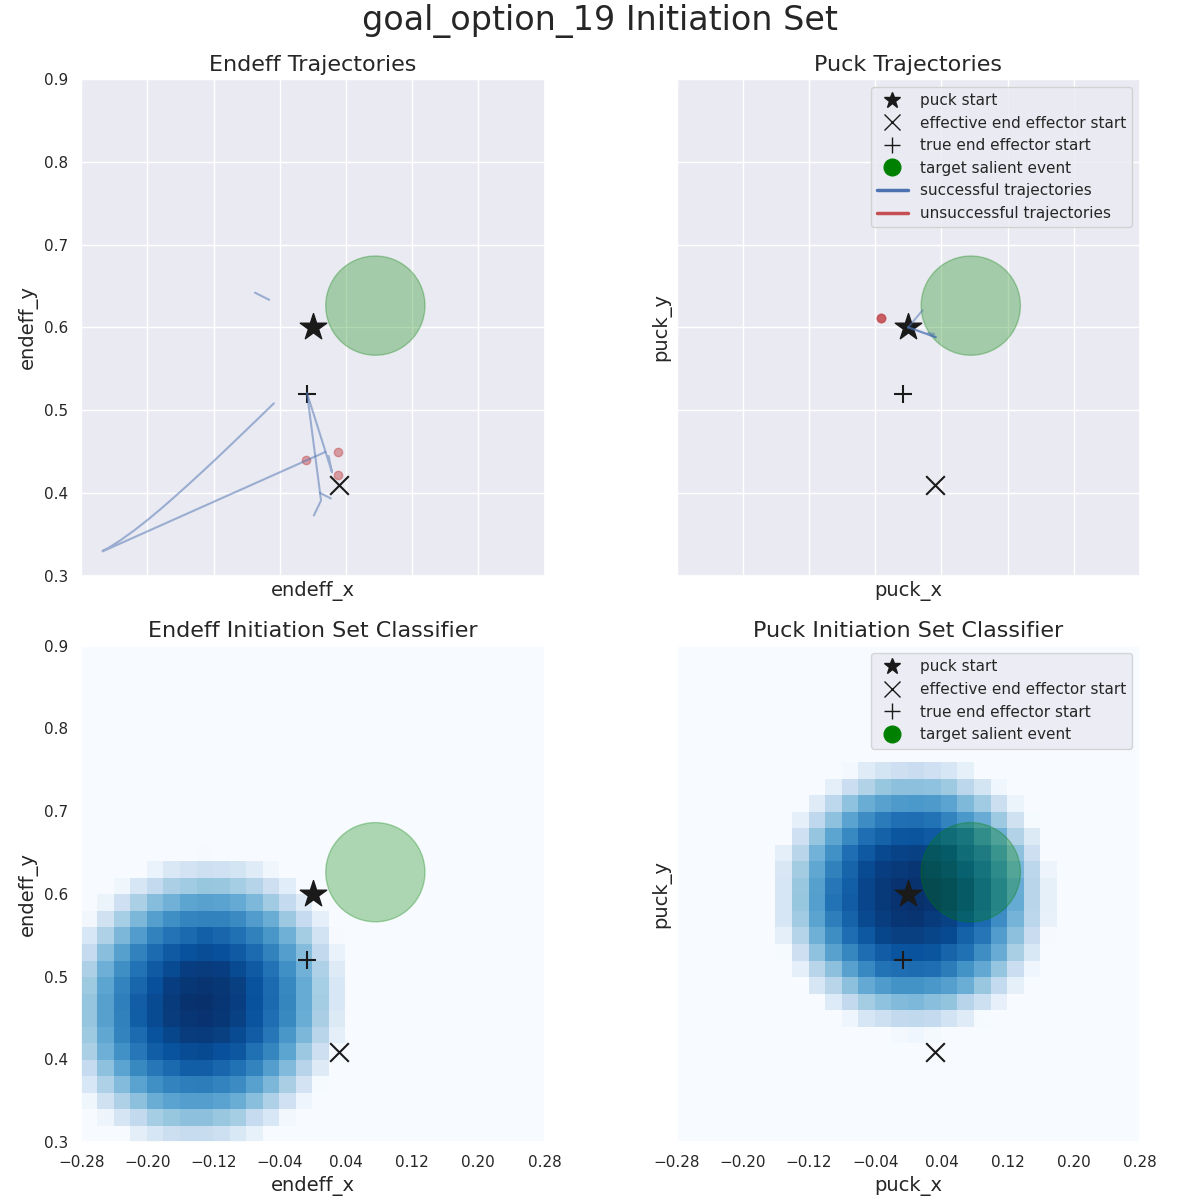 goal_option_19 Initiation Set
Endeff Trajectories
0.9
0.8
0.7
0.6
0.5
0.4
0.3
endeff_y
endeff_x
Puck Trajectories
puck start
effective end effector start
true end effector start
target salient event
successful trajectories
unsuccessful trajectories
puck_y
puck_x
Endeff Initiation Set Classifier
0.9
0.8
0.7
0.6
0.5
0.4
0.3
endeff_y
−0.28 −0.20 −0.12 −0.04 0.04 0.12 0.20 0.28
endeff_x
Puck Initiation Set Classifier
puck start
effective end effector start
true end effector start
target salient event
puck_y
−0.28 −0.20 −0.12 −0.04 0.04 0.12 0.20 0.28
puck_x